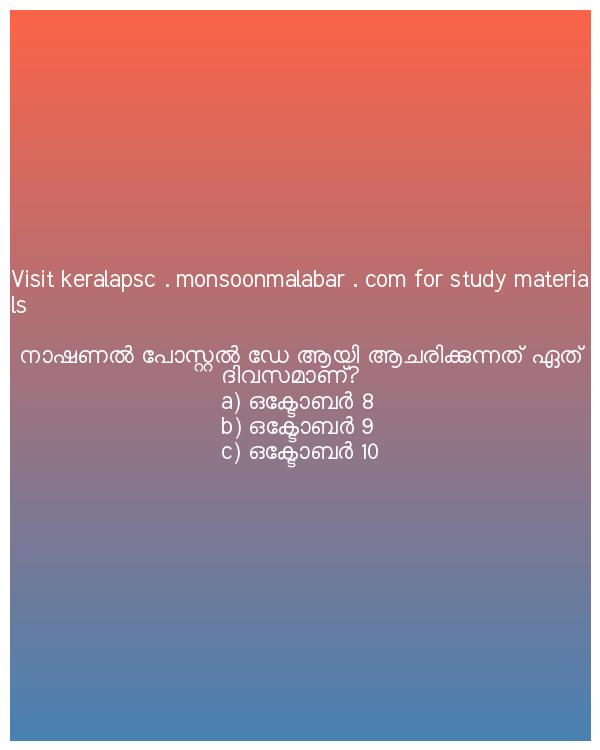 Visit keralapsc . monsoonmalabar . com for study materia
ls
നാഷണൽ പോസ്റ്റൽ ഡേ ആയി ആചരിക്കുന്നത് ഏത്
ദിവസമാണ്?
a) ഒക്ടോബർ 8
b) ഒക്ടോബർ 9
c) ഒക്ടോബർ 10